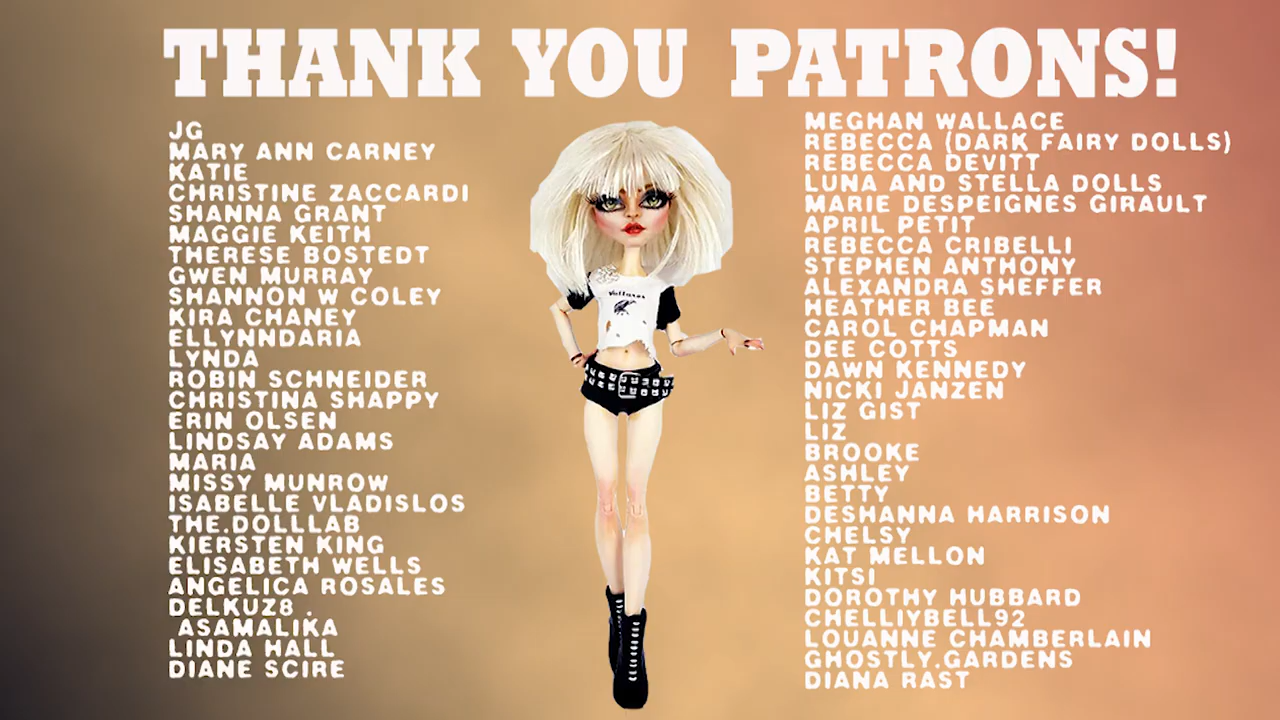 THANK YOU PATRONS!
JG
MARY ANN CARNEY
KATIE
CHRISTINE ZACCARDI
SHANNA GRANT
MAGGIE KEITH
THERESE BOSTEDT
GWEN MURRAY
SHANNON W COLEY
KIRA CHANEY
ELLYNNDARIA
LYNDA
ROBIN SCHNEIDER
CHRISTINA SHAPPY
ERIN OLSEN
LINDSAY ADAMS
MARIA
MISSY MUNROW
ISABELLE VLADISLOS
THE.DOLLLAB
KIERSTEN KING
ELISABETH WELLS
ANGELICA ROSALES
DELKUZ8 .
ASAMALIKA
LINDA HALL
DIANE SCIRE
MEGHAN WALLACE
REBECCA (DARK FAIRY DOLLS)
REBECCA DEVITT
LUNA AND STELLA DOLLS
MARIE DESPEIGNES GIRAULT
APRIL PETIT
REBECCA CRIBELLI
STEPHEN ANTHONY
ALEXANDRA SHEFFER
HEATHER BEE
CAROL CHAPMAN
DEE COTTS
DAWN KENNEDY
NICKI JANZEN
LIZ GIST
LIZ
BROOKE
ASHLEY
BETTY
DESHANNA HARRISON
CHELSY
KAT MELLON
KITSI
DOROTHY HUBBARD
CHELLIYBELL92
LOUANNE CHAMBERLAIN
GHOSTLY.GARDENS
DIANA RAST